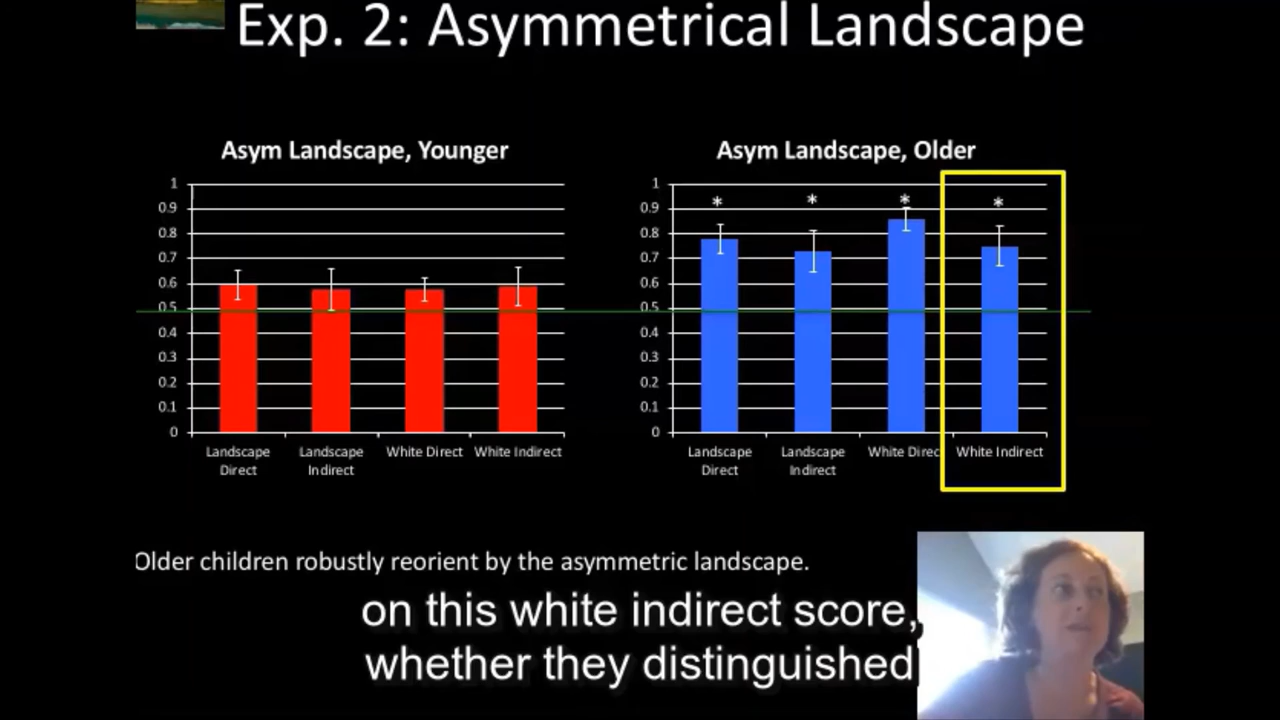 Exp. 2: Asymmetrical Landscape
Asym Landscape, Younger
1
0.9
0.8
0.7
0.6
0.5
0.4
0.3
0.2
0.1
0
Landscape Direct
Landscape Indirect
White Direct
White Indirect
Asym Landscape, Older
1
0.9
0.8
0.7
0.6
0.5
0.4
0.3
0.2
0.1
0
*
*
*
*
Landscape Direct
Landscape Indirect
White Direc
White Indirect
Older children robustly reorient by the asymmetric landscape.
on this white indirect score,
whether they distinguished